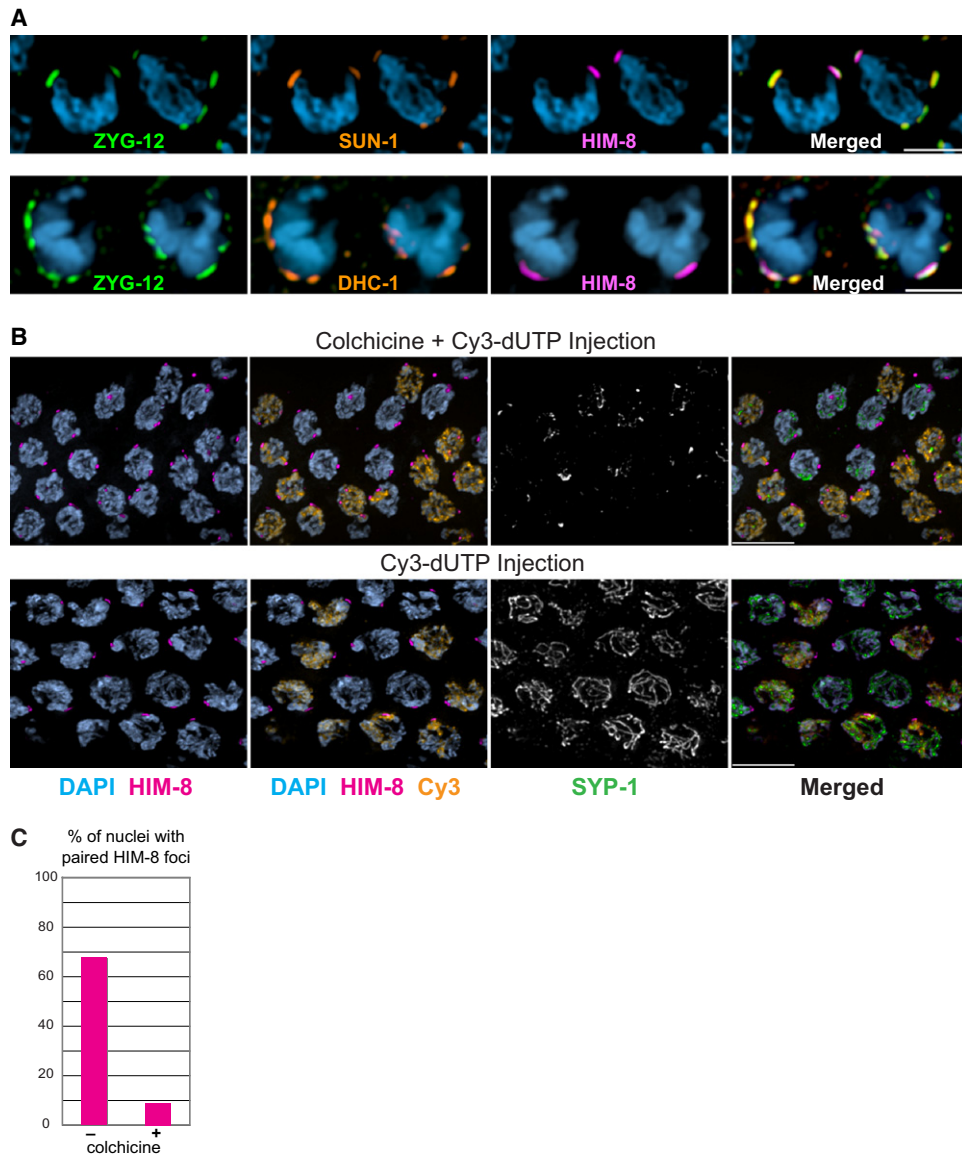 A
ZYG-12 SUN-1 HIM-8 Merged
ZYG-12 DHC-1 HIM-8 Merged
B
Colchicine + Cy3-dUTP Injection
Cy3-dUTP Injection
DAPI HIM-8 DAPI HIM-8 Cy3 SYP-1 Merged
C
% of nuclei with
paired HIM-8 foci
100
80
60
40
20
0
– +
colchicine